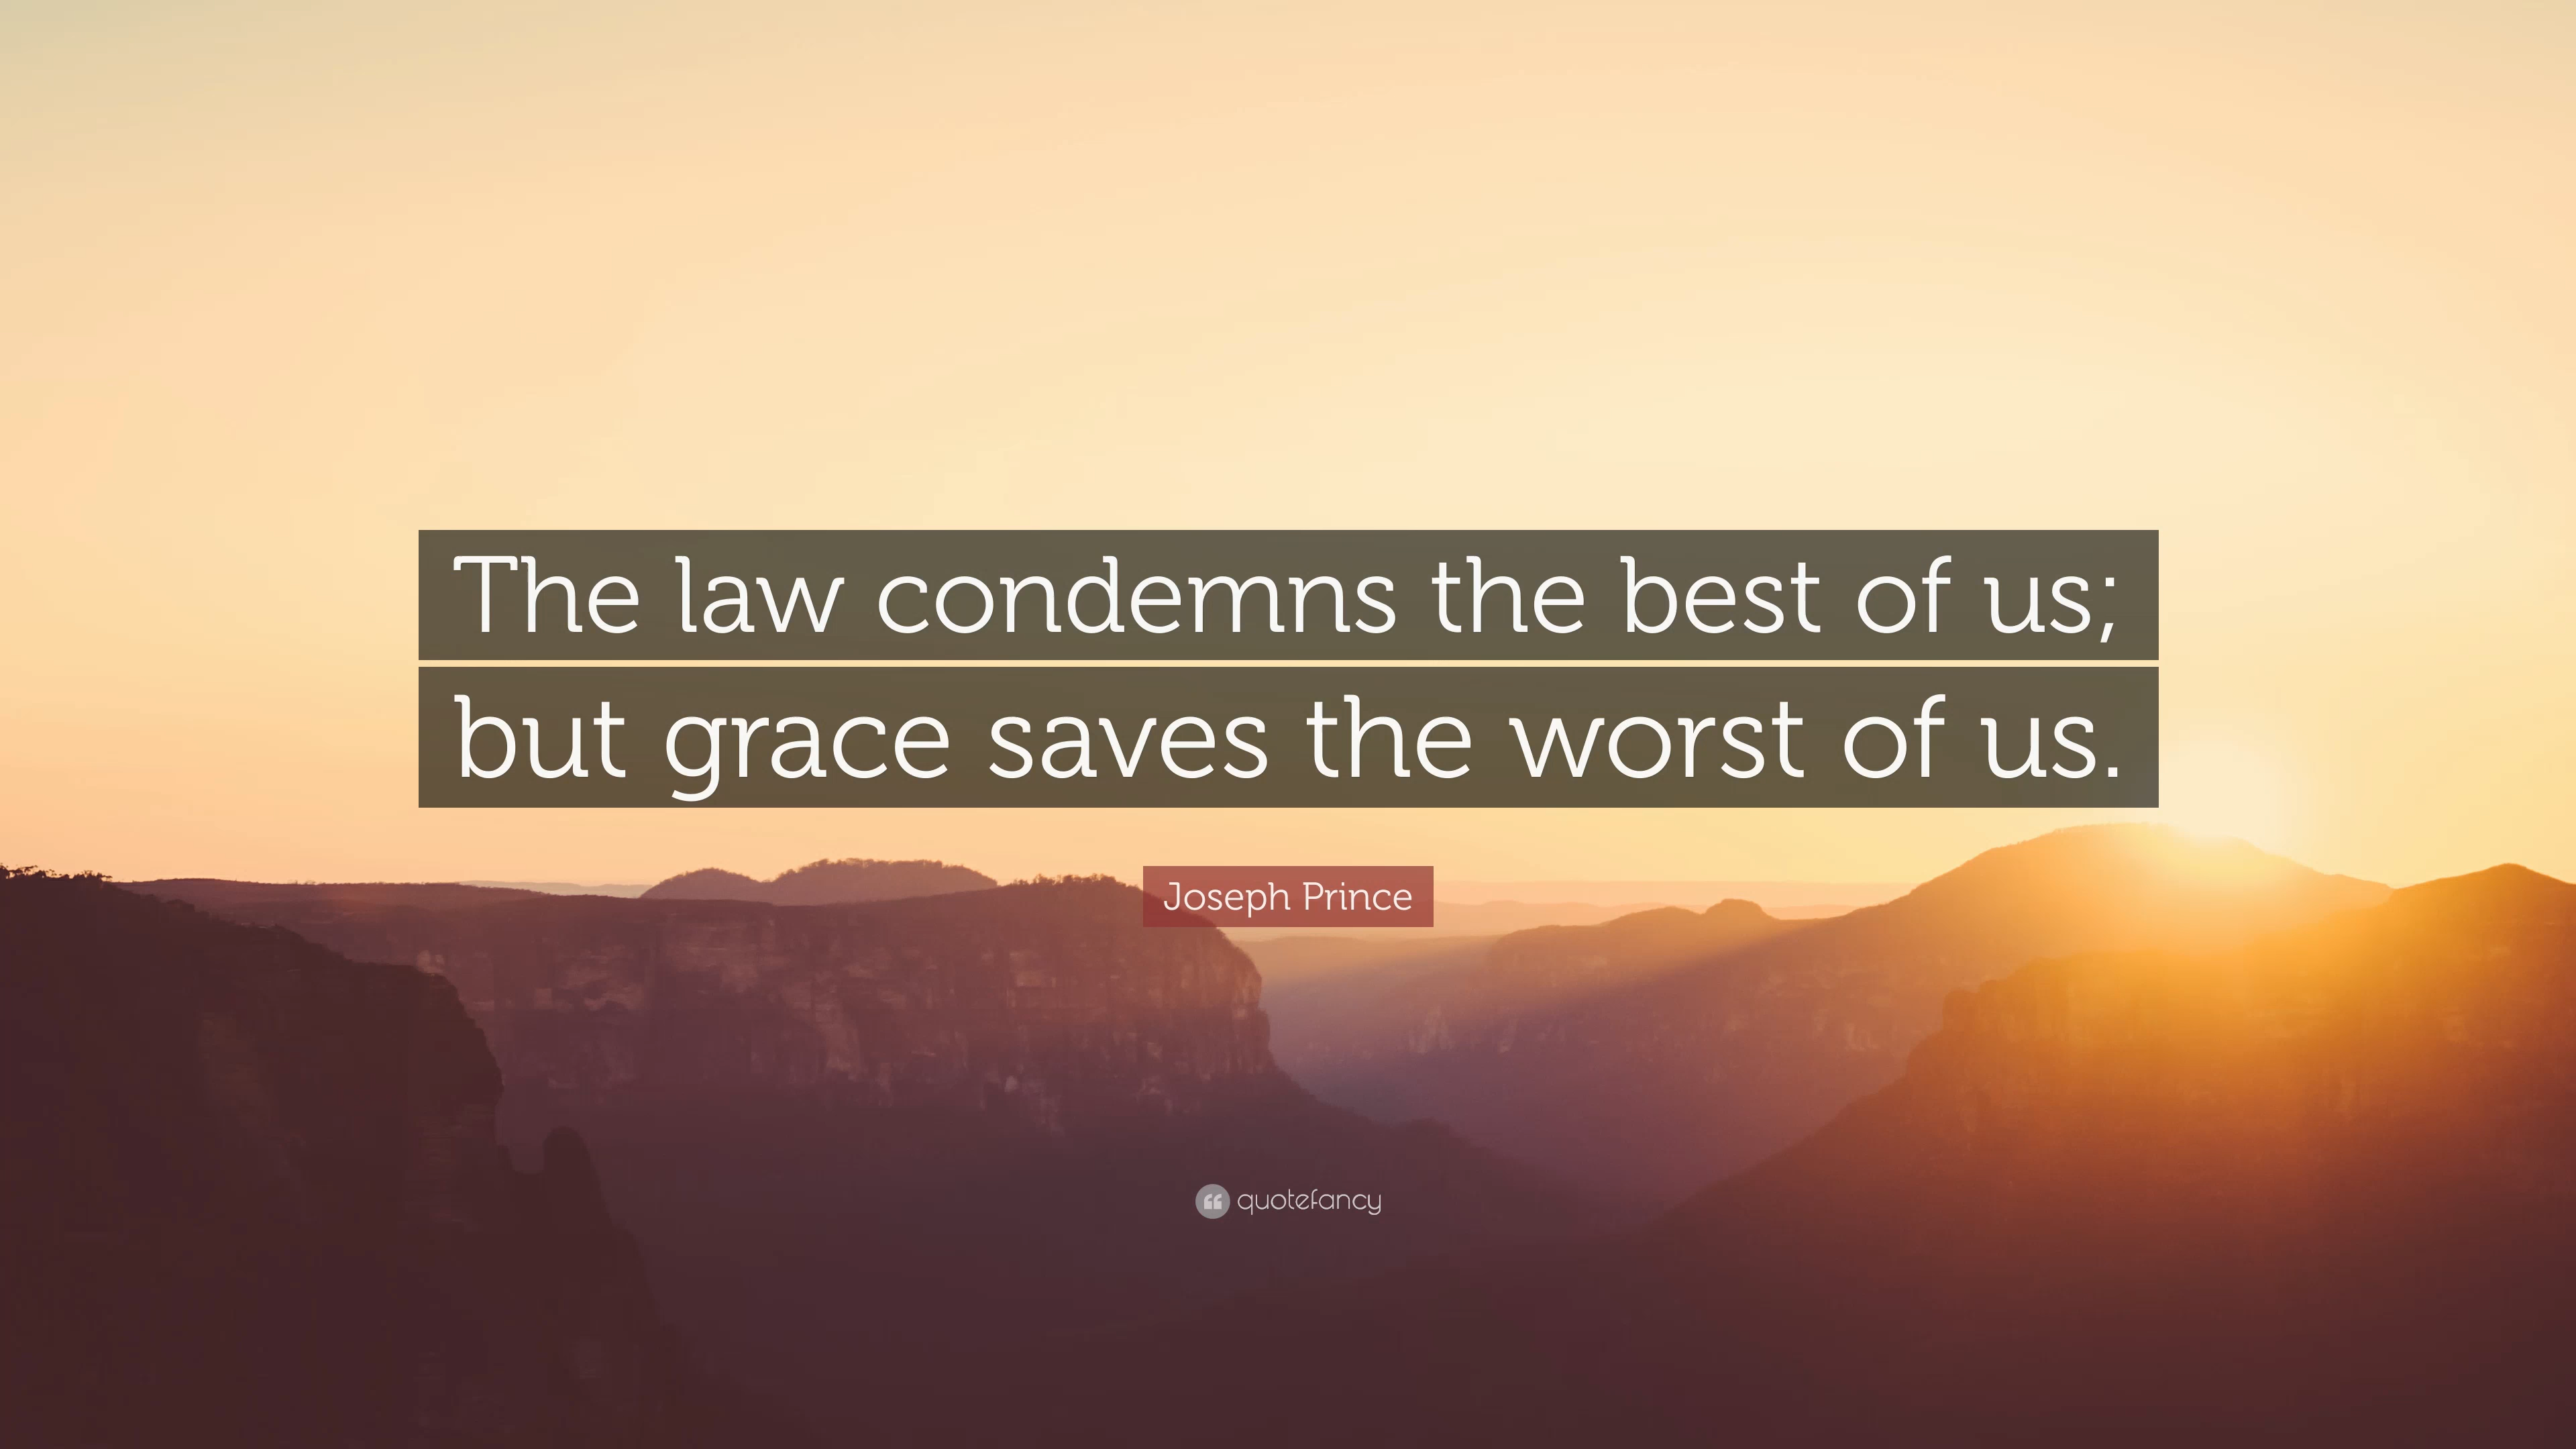 The law condemns the best of us;
but grace saves the worst of us.
Joseph Prince
quotefancy